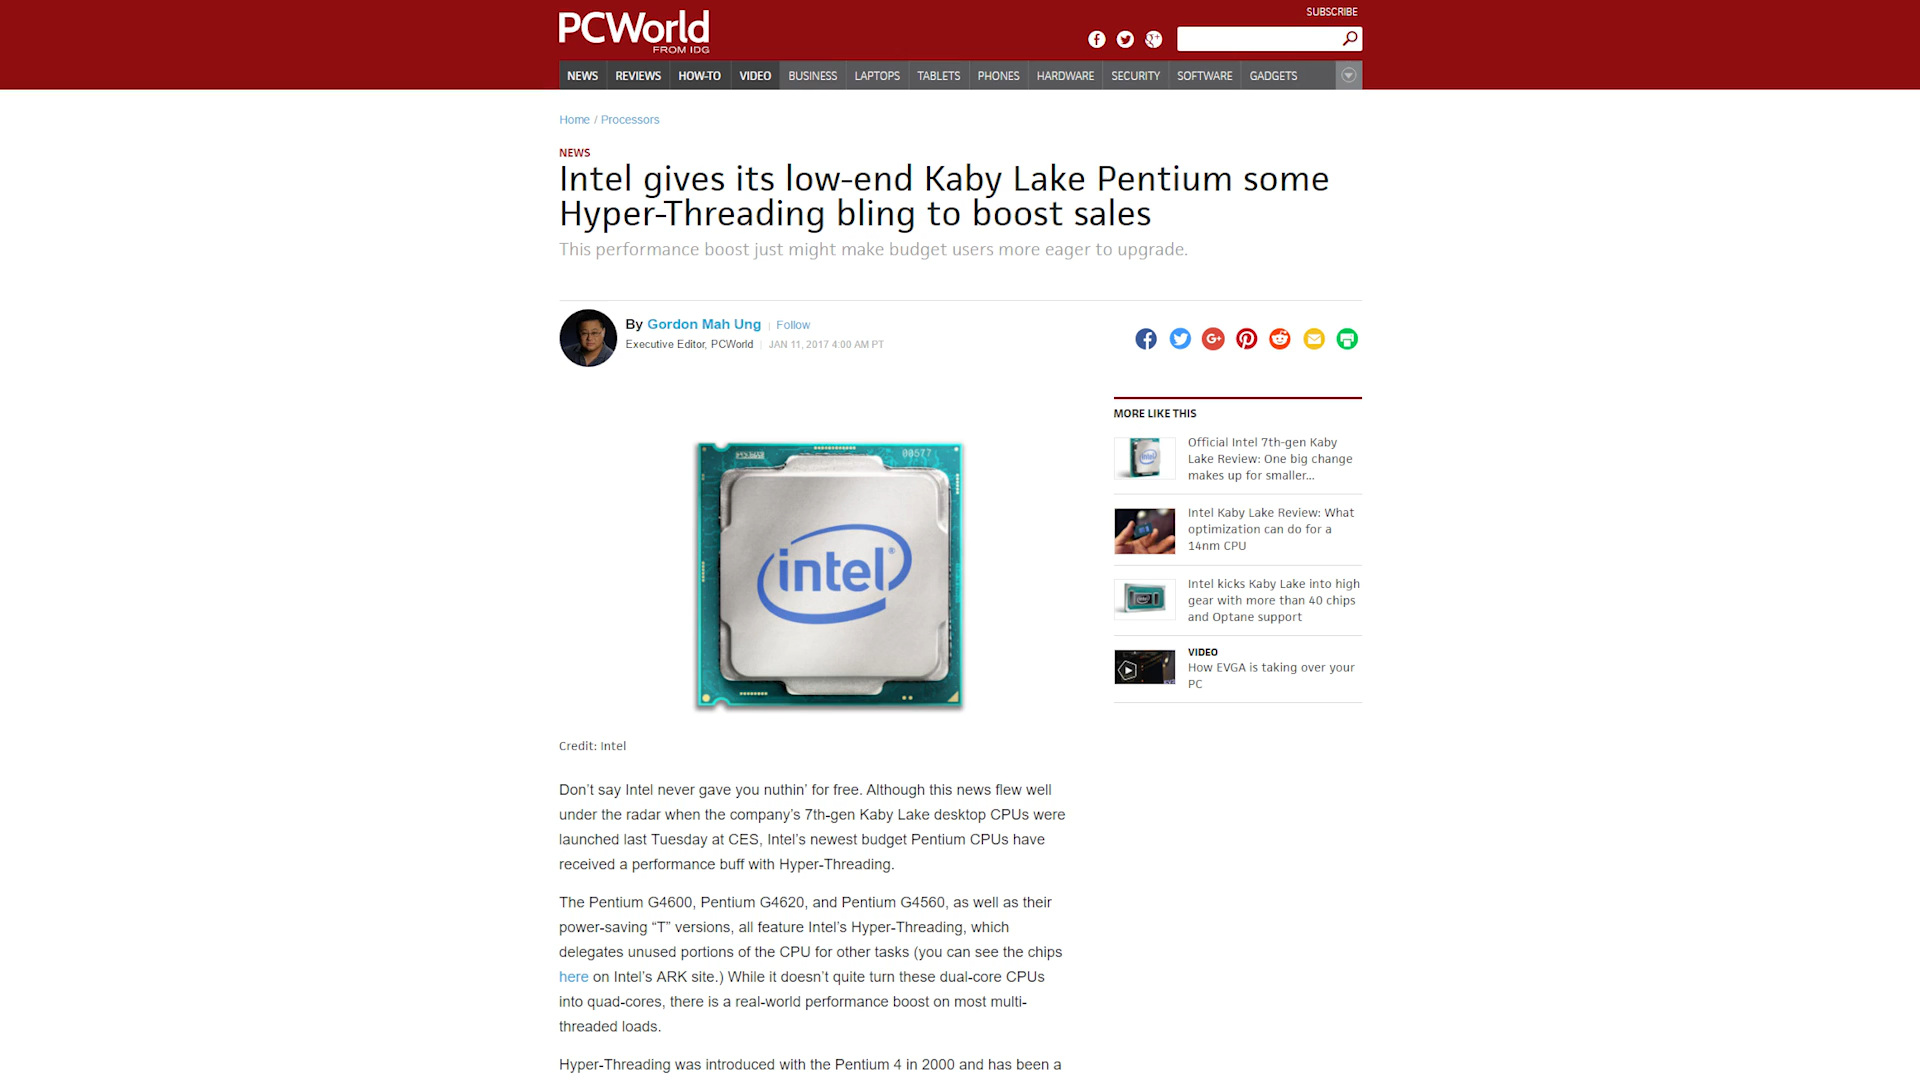 SUBSCRIBE
PCWorld
FROM IDG
NEWS REVIEWS HOW-TO VIDEO BUSINESS LAPTOPS TABLETS PHONES HARDWARE SECURITY SOFTWARE GADGETS
Home / Processors
NEWS
Intel gives its low-end Kaby Lake Pentium some
Hyper-Threading bling to boost sales
This performance boost just might make budget users more eager to upgrade.
By Gordon Mah Ung | Follow
Executive Editor, PCWorld | JAN 11, 2017 4:00 AM PT
00577
intel®
Credit: Intel
Don’t say Intel never gave you nuthin’ for free. Although this news flew well
under the radar when the company’s 7th-gen Kaby Lake desktop CPUs were
launched last Tuesday at CES, Intel’s newest budget Pentium CPUs have
received a performance buff with Hyper-Threading.
The Pentium G4600, Pentium G4620, and Pentium G4560, as well as their
power-saving “T” versions, all feature Intel’s Hyper-Threading, which
delegates unused portions of the CPU for other tasks (you can see the chips
here on Intel’s ARK site.) While it doesn’t quite turn these dual-core CPUs
into quad-cores, there is a real-world performance boost on most multi-
threaded loads.
Hyper-Threading was introduced with the Pentium 4 in 2000 and has been a
MORE LIKE THIS
Official Intel 7th-gen Kaby
Lake Review: One big change
makes up for smaller...
Intel Kaby Lake Review: What
optimization can do for a
14nm CPU
Intel kicks Kaby Lake into high
gear with more than 40 chips
and Optane support
VIDEO
How EVGA is taking over your
PC